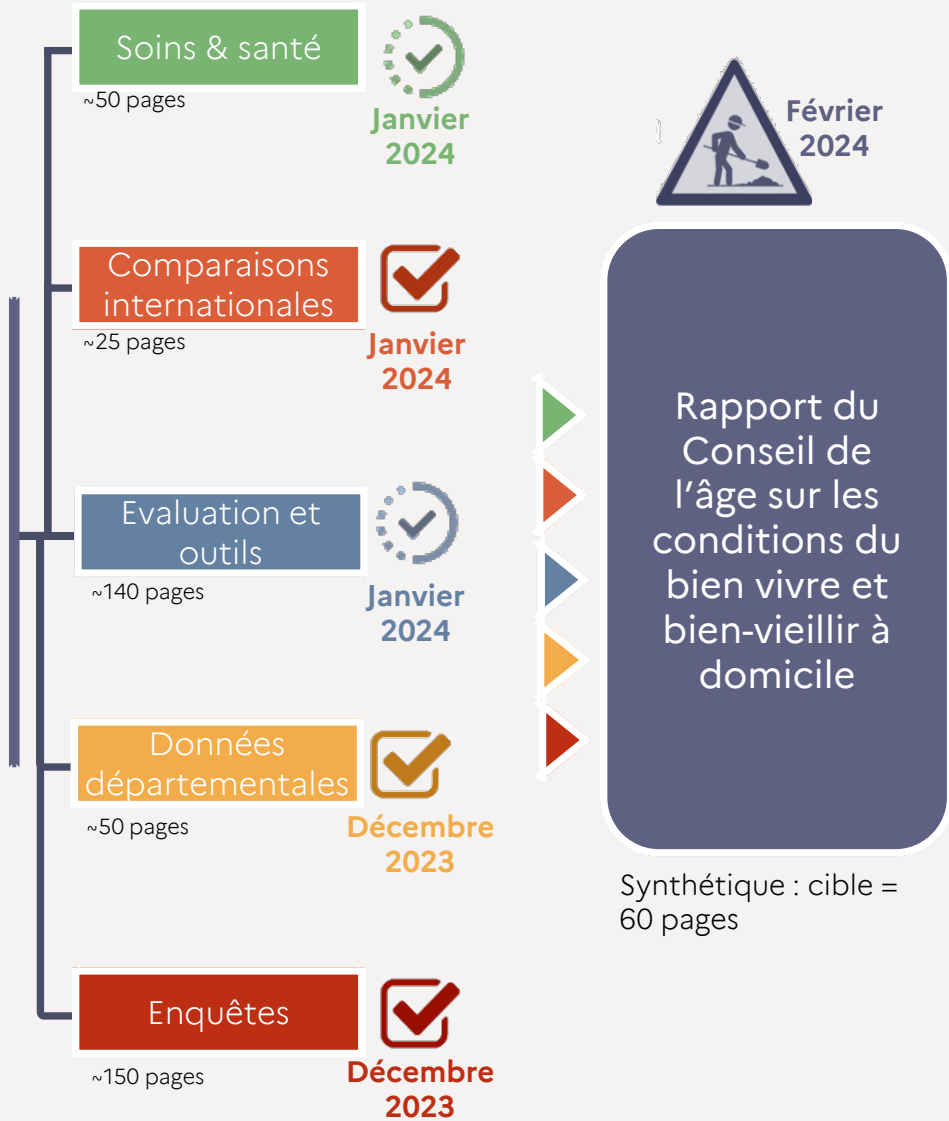 Soins & santé
~50 pages
Janvier
2024
Février
2024
Comparaisons
internationales
~25 pages
Janvier
2024
Evaluation et
outils
~140 pages
Janvier
2024
Données
départementales
~50 pages
Décembre
2023
Enquêtes
~150 pages
Décembre
2023
Rapport du
Conseil de
l'âge sur les
conditions du
bien vivre et
bien-vieillir à
domicile
Synthétique : cible =
60 pages